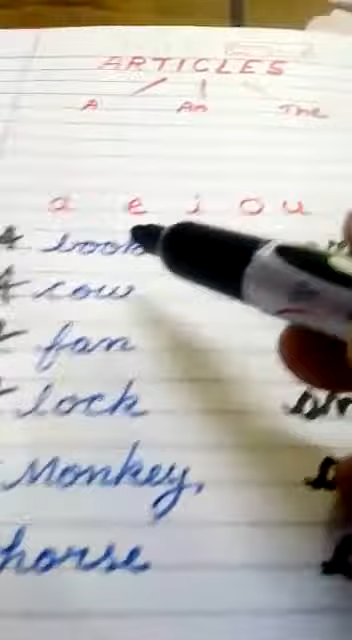 ARTICLES
A An The
a e i o u
A book
A cow
A fan
A lock
Monkey,
horse